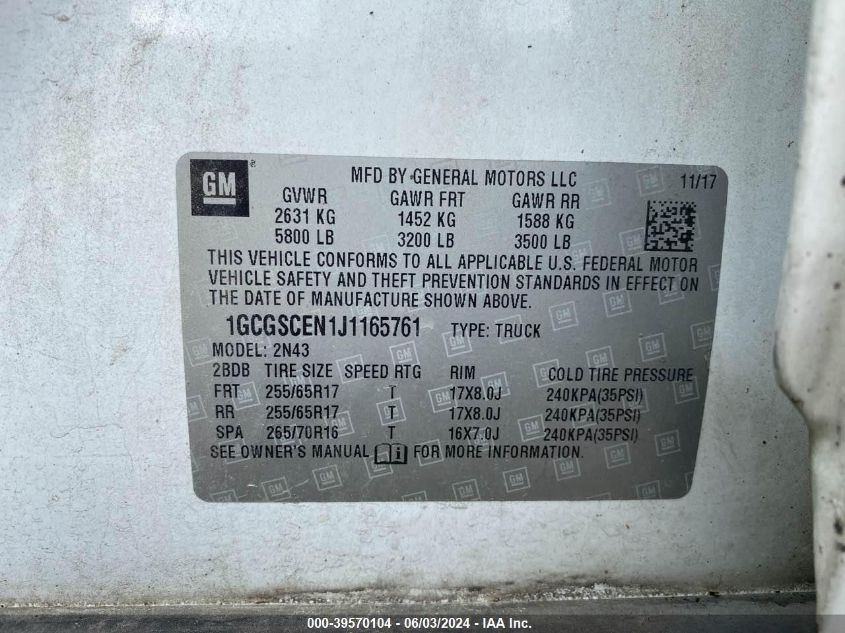 GM ®
MFD BY GENERAL MOTORS LLC 11/17
GVWR GAWR FRT GAWR RR
2631 KG 1452 KG 1588 KG
5800 LB 3200 LB 3500 LB
THIS VEHICLE CONFORMS TO ALL APPLICABLE U.S. FEDERAL MOTOR
VEHICLE SAFETY AND THEFT PREVENTION STANDARDS IN EFFECT ON
THE DATE OF MANUFACTURE SHOWN ABOVE.
1GCGSCEN1J1165761 TYPE: TRUCK
MODEL: 2N43
2BDB TIRE SIZE SPEED RTG RIM COLD TIRE PRESSURE
FRT 255/65R17 T 17X8.0J 240KPA(35PSI)
RR 255/65R17 T 17X8.0J 240KPA(35PSI)
SPA 265/70R16 T 16X7.0J 240KPA(35PSI)
SEE OWNER'S MANUAL FOR MORE INFORMATION.
000-39570104 - 06/03/2024 - IAA Inc.